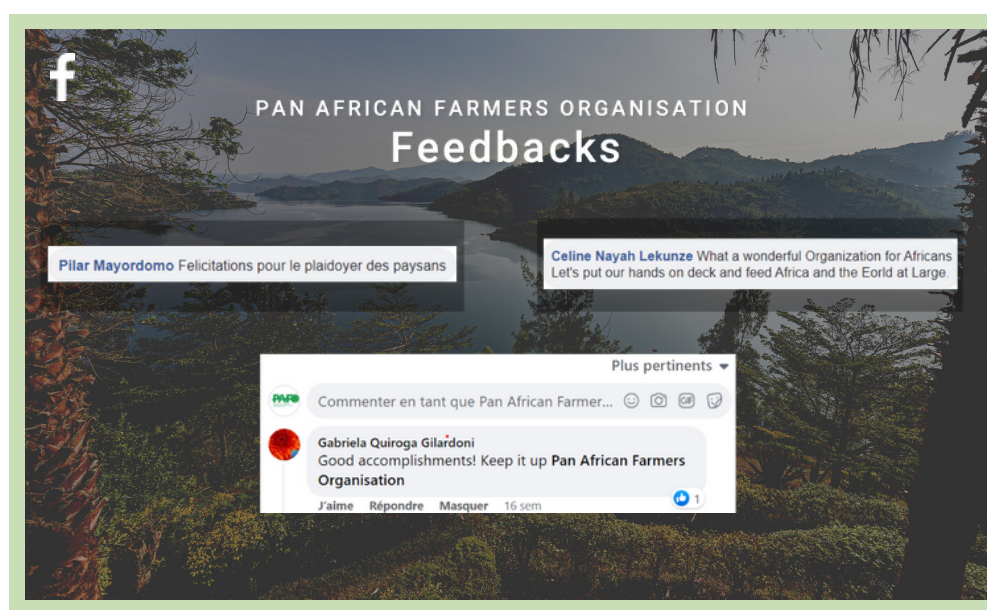 f
PAN AFRICAN FARMERS ORGANISATION
Feedbacks
Pilar Mayordomo Felicitations pour le plaidoyer des paysans
Celine Nayah Lekunze What a wonderful Organization for Africans
Let's put our hands on deck and feed Africa and the Eorld at Large.
Plus pertinents
PAFO
Commenter en tant que Pan African Farmer...
GIF
Gabriela Quiroga Gilardoni
Good accomplishments! Keep it up Pan African Farmers
Organisation
1
J'aime Répondre Masquer 16 sem